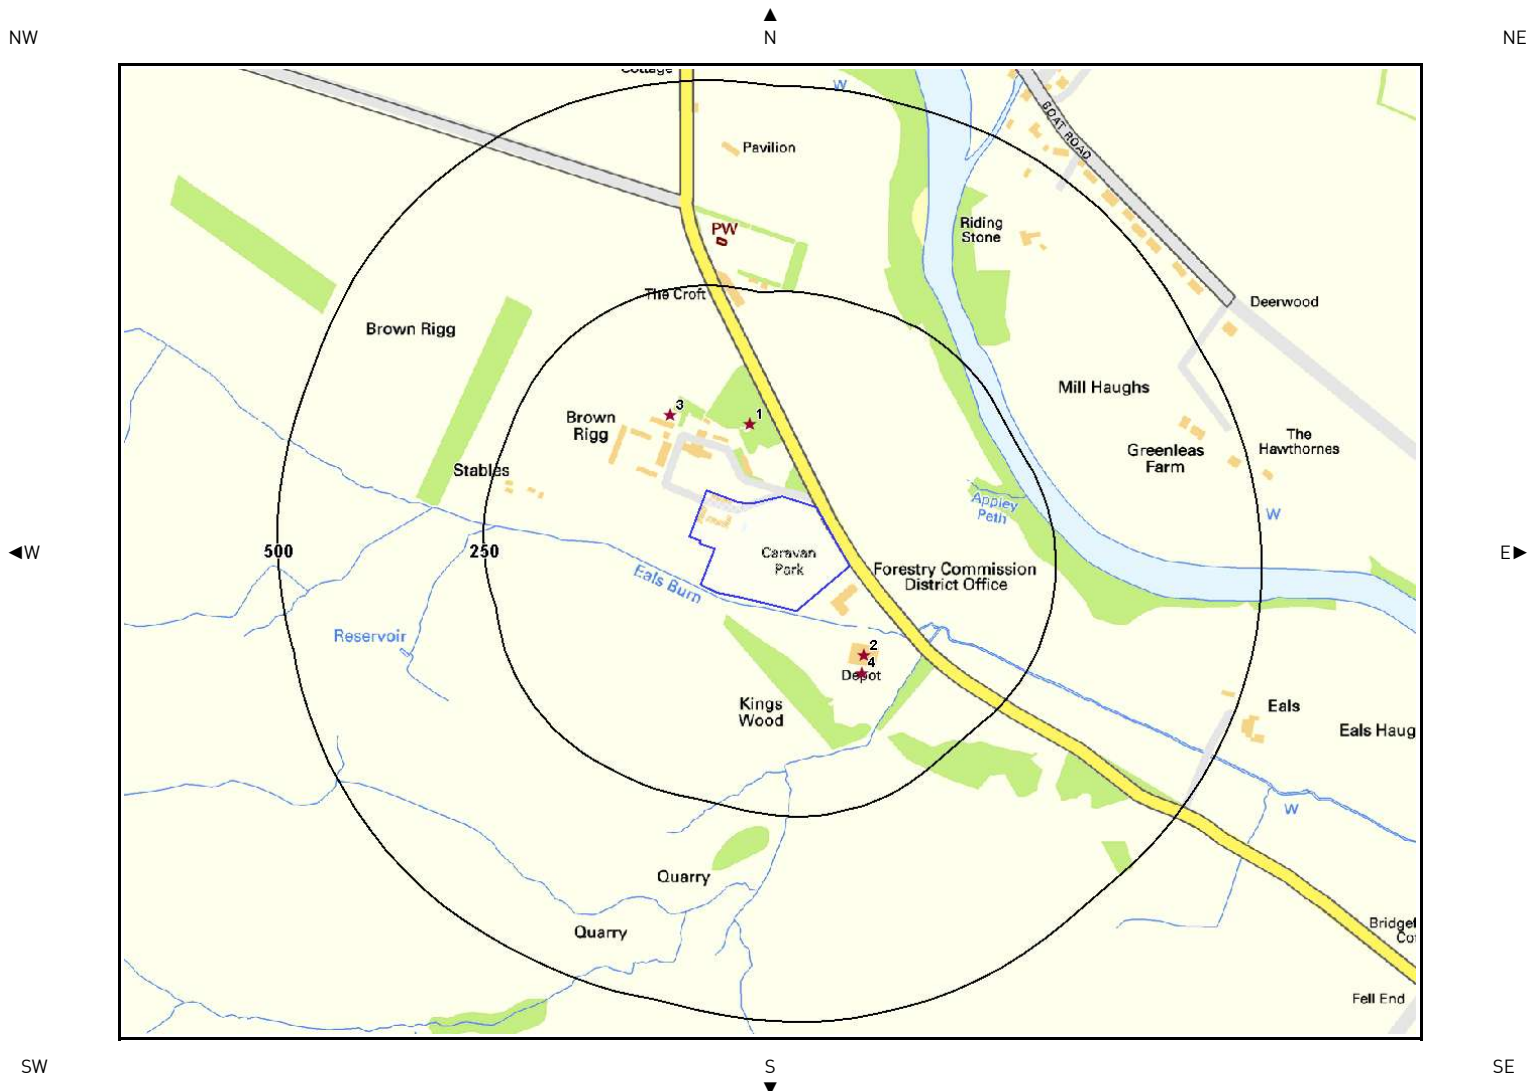 ▲
NW
N
NE
Cottage
W
BOAT ROAD
Pavilion
PW
Riding
Stone
The Croft
Deerwood
Brown Rigg
Mill Haughs
3
1
Brown
Rigg
The
Hawthornes
Greenleas
Farm
Stables
Appley
Peth
W
◄W
500
250
Caravan
Park
E►
Eals Burn
Forestry Commission
District Office
Reservoir
2
4
Depot
Kings
Wood
Eals
Eals Haug
W
Quarry
Quarry
Bridgef
Cot
Fell End
SW
S
SE
▼